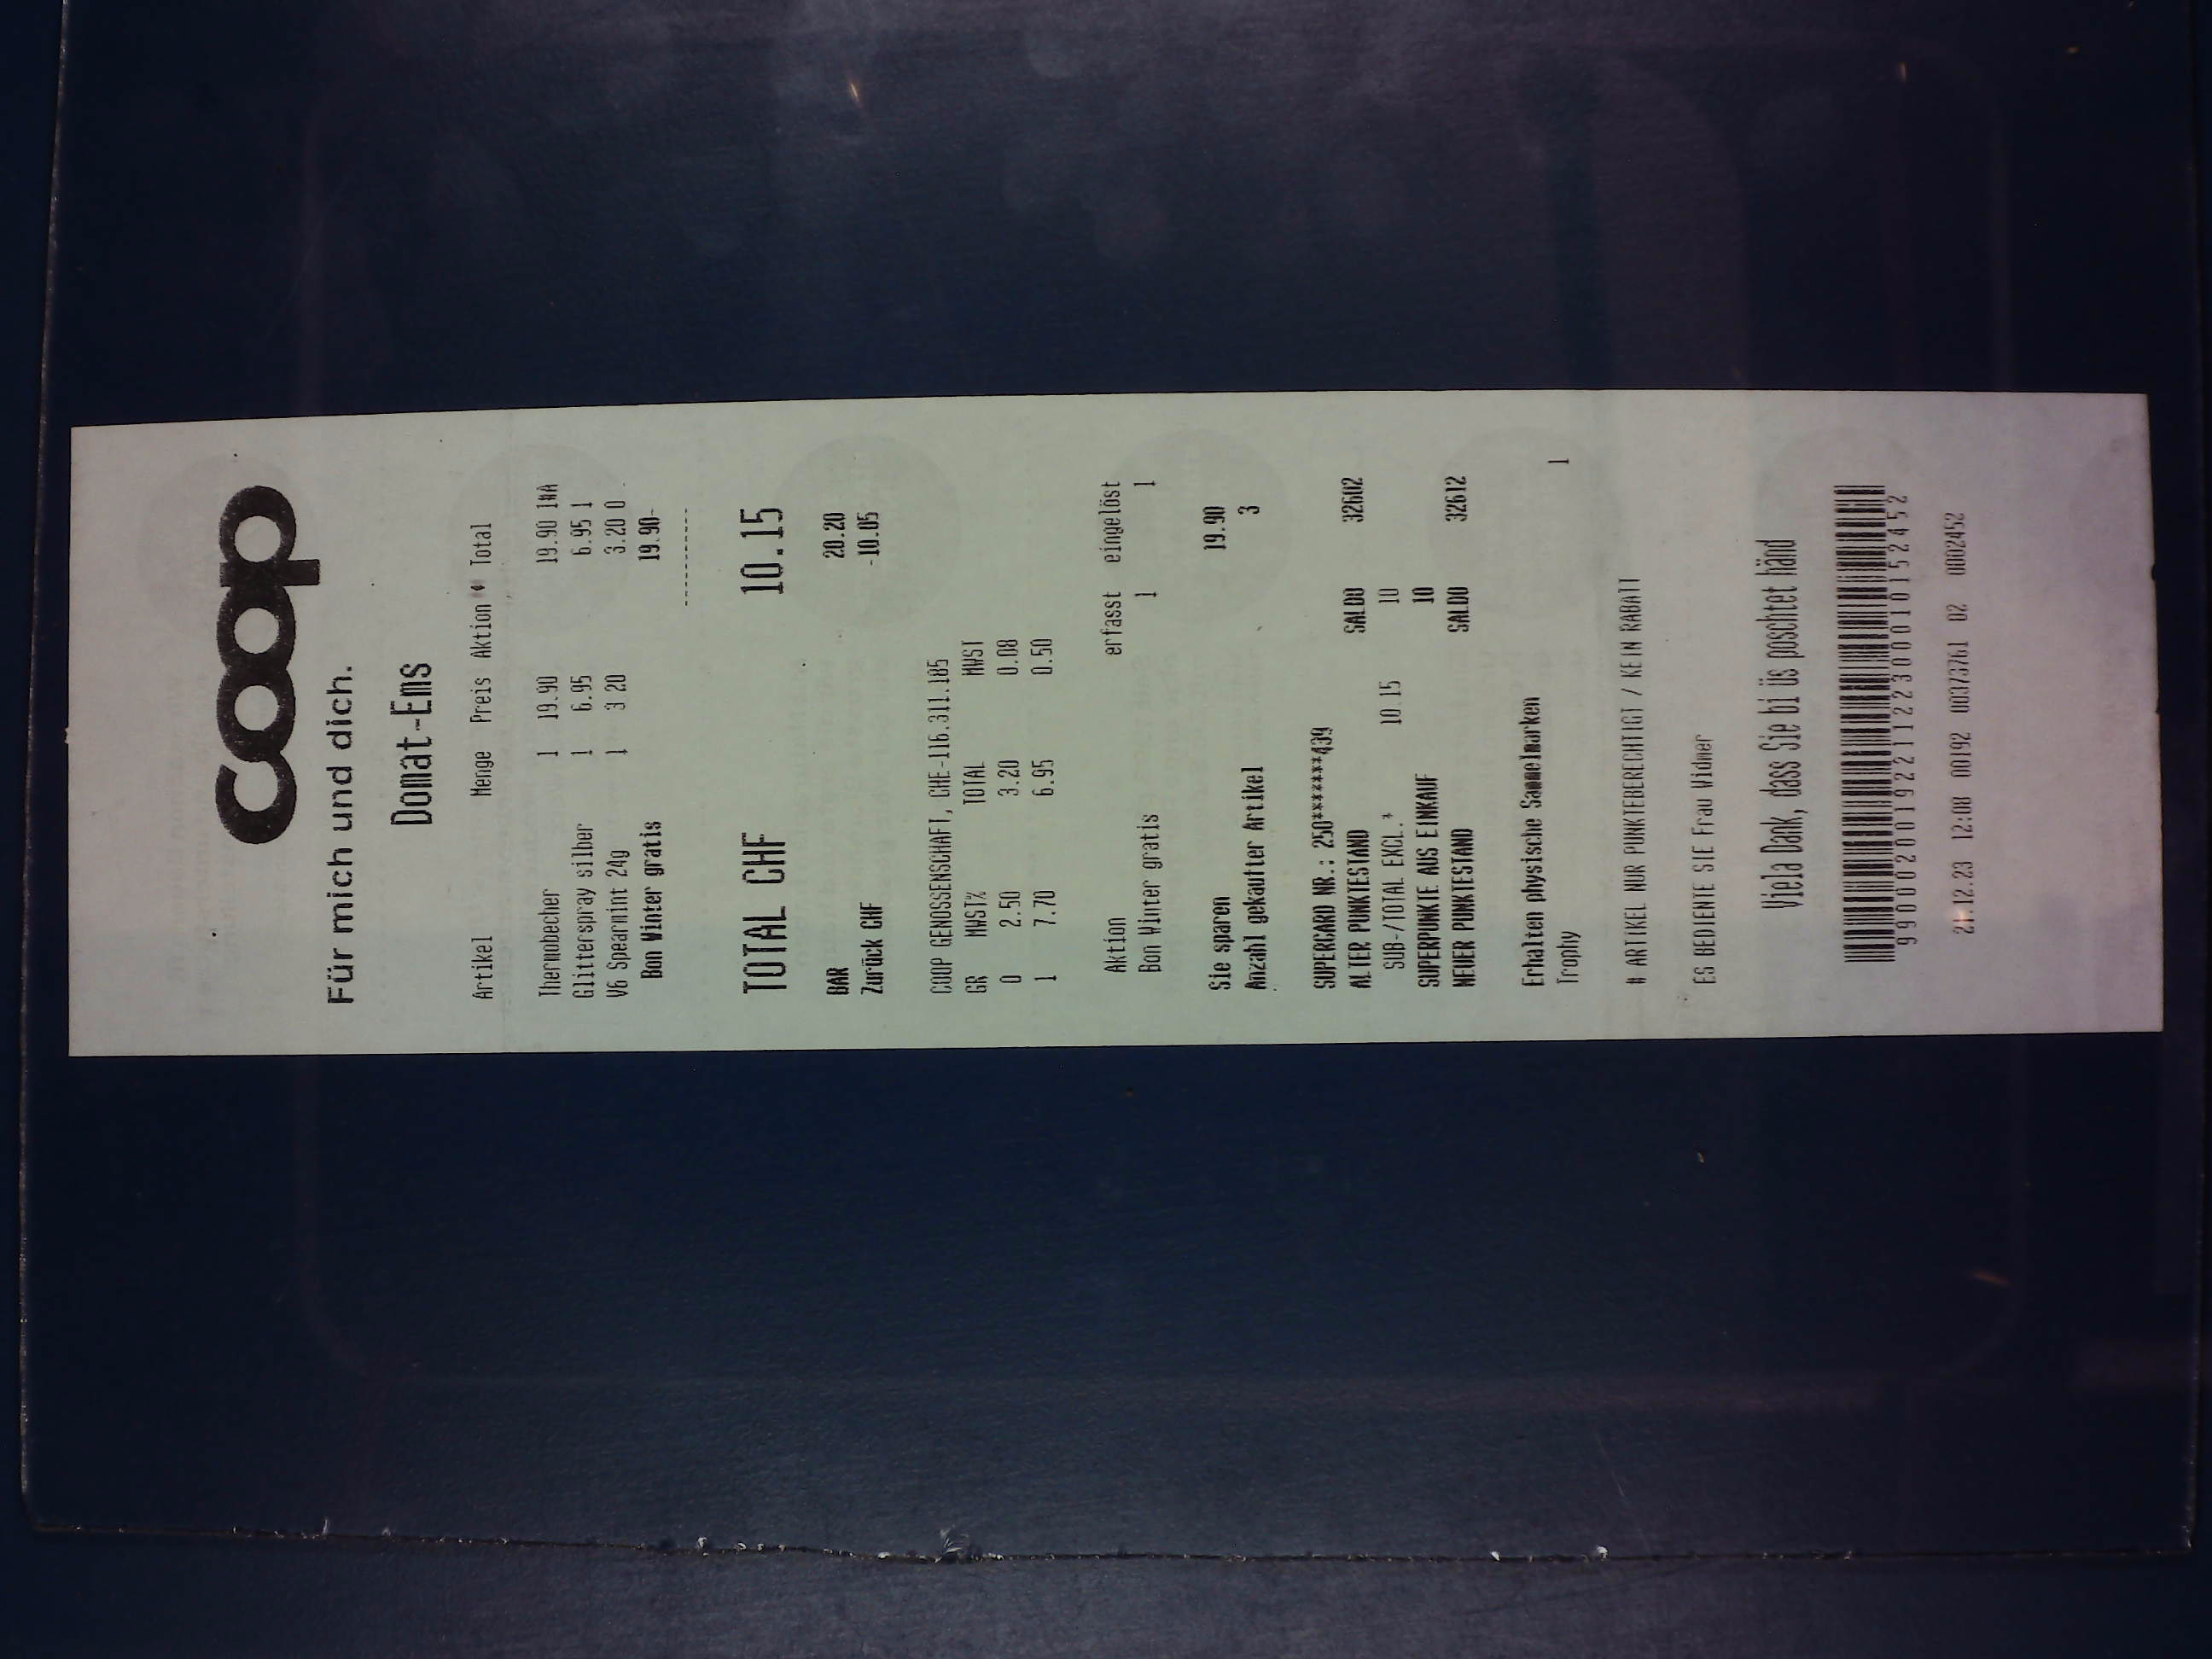 coop
Für mich und dich.
Domat-Ems
Artikel Menge Preis Aktion * Total
Thermobecher 1 19.90 19.90 1#A
Glitterspray silber 1 6.95 6.95 1
V6 Spearmint 24g 1 3.20 3.20 0
Bon Winter gratis 19.90-
TOTAL CHF 10.15
BAR 20.20
Zurück CHF -10.05
COOP GENOSSENSCHAFT, CHE-116.311.185
GR MWST% TOTAL MWST
0 2.50 3.20 0.08
1 7.70 6.95 0.50
Aktion erfasst eingelöst
Bon Winter gratis 1 1
Sie sparen 19.90
Anzahl gekaufter Artikel 3
SUPERCARD NR.: 250*******439
ALTER PUNKTESTAND SALDO 32602
SUB-/TOTAL EXCL.* 10.15 10
SUPERPUNKTE AUS EINKAUF 10
NEUER PUNKTESTAND SALDO 32612
Erhalten physische Sammelmarken
Trophy 1
# ARTIKEL NUR PUNKTEBERECHTIGT / KEIN RABATT
ES BEDIENTE SIE Frau Widmer
Viela Dank, dass Sie bi üs poschtet händ
9900020019221122300010152452
21.12.23 12:08 00192 00373761 02 0002452